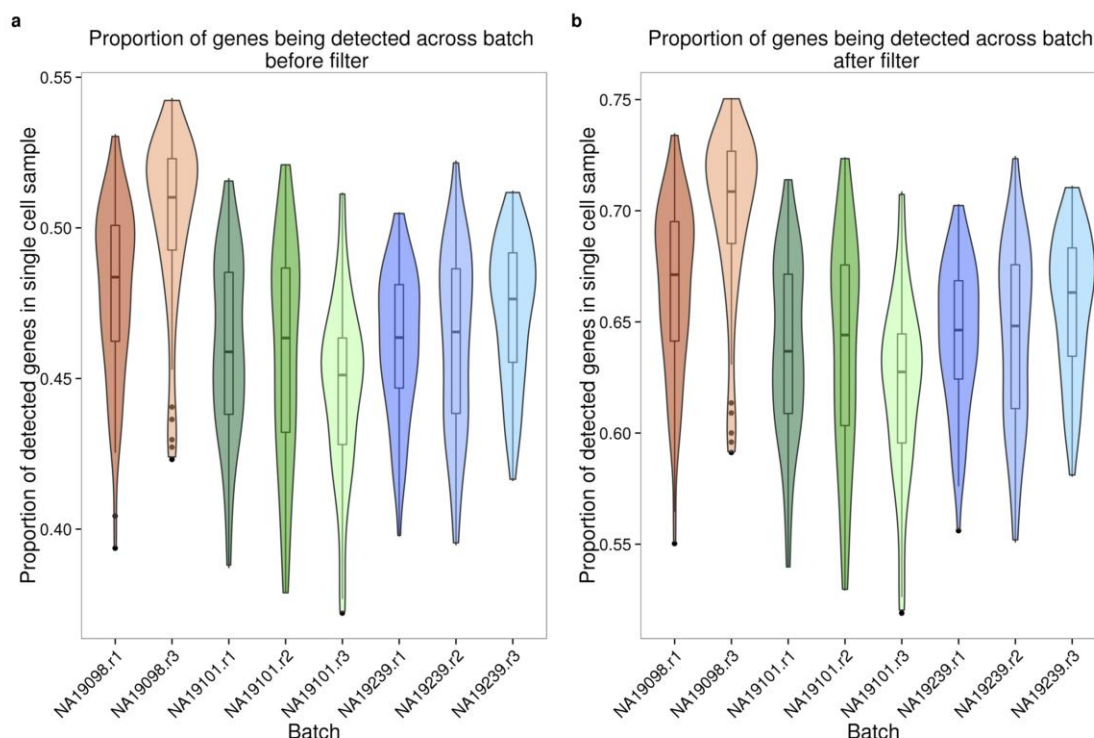 a
Proportion of genes being detected across batch
before filter
Proportion of detected genes in single cell sample
0.55
0.50
0.45
0.40
NA19098.r1
NA19098.r3
NA19101.r1
NA19101.r2
NA19101.r3
NA19239.r1
NA19239.r2
NA19239.r3
Batch
b
Proportion of genes being detected across batch
after filter
Proportion of detected genes in single cell sample
0.75
0.70
0.65
0.60
0.55
NA19098.r1
NA19098.r3
NA19101.r1
NA19101.r2
NA19101.r3
NA19239.r1
NA19239.r2
NA19239.r3
Batch